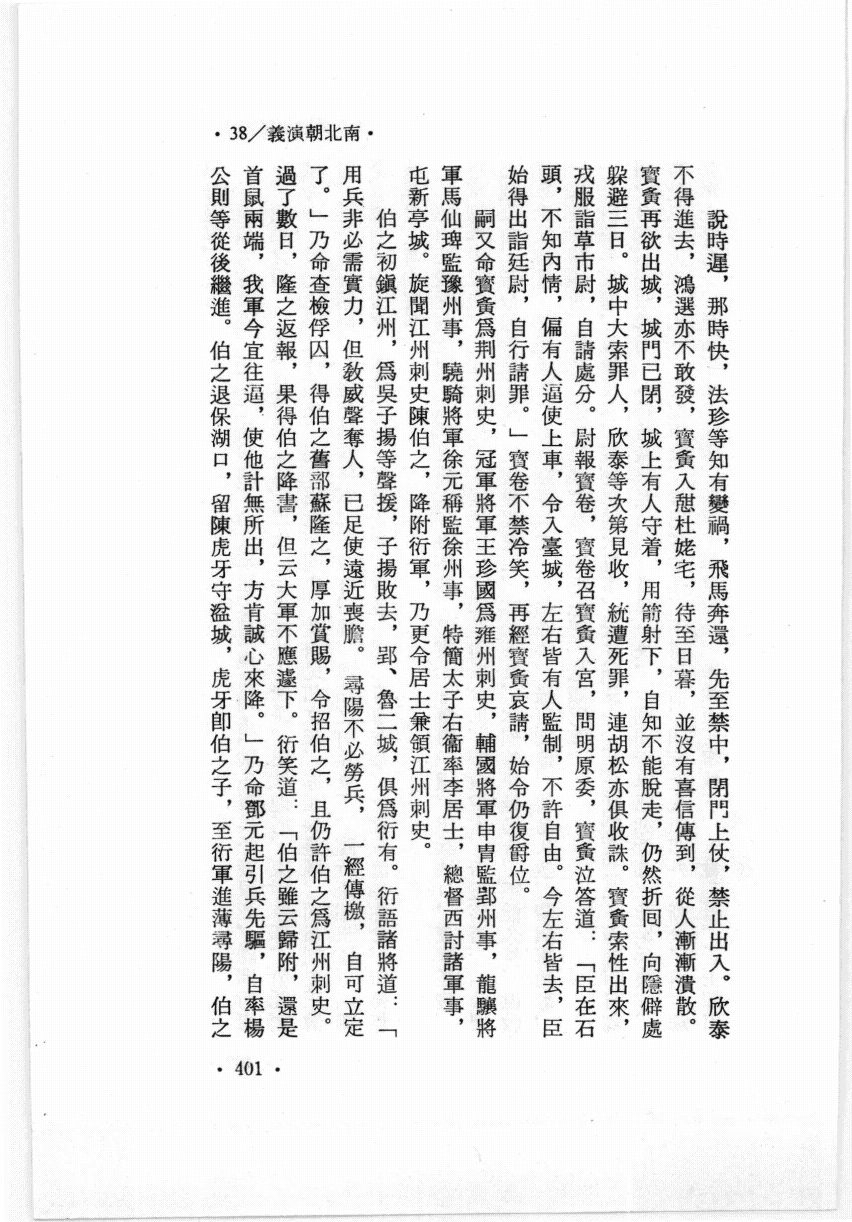 •38/義演朝北南•
說時遲，那時快，法珍等知有變禍，飛馬奔還，先至禁中，閉門上仗，禁止出入。欣泰
不得進去，鴻選亦不敢發，寶夤入憇杜姥宅，待至日暮，並沒有喜信傳到，從人漸漸潰散。
寶夤再欲出城，城門已閉，城上有人守着，用箭射下，自知不能脫走，仍然折回，向隱僻處
躲避三日。城中大索罪人，欣泰等次第見收，統遭死罪，連胡松亦俱收誅。寶夤索性出來，
戎服詣草市尉，自請處分。尉報寶卷，寶卷召寶夤入宮，問明原委，寶夤泣答道：「臣在石
頭，不知內情，偏有人逼使上車，令入臺城，左右皆有人監制，不許自由。今左右皆去，臣
始得出詣廷尉，自行請罪。」寶卷不禁冷笑，再經寶夤哀請，始令仍復爵位。
嗣又命寶夤爲荆州刺史，冠軍將軍王珍國爲雍州刺史，輔國將軍申胄監郢州事，龍驤將
軍馬仙琕監豫州事，驍騎將軍徐元稱監徐州事，特簡太子右衞率李居士，總督西討諸軍事，
屯新亭城。旋聞江州刺史陳伯之，降附衍軍，乃更令居士兼領江州刺史。
伯之初鎭江州，爲吳子揚等聲援，子揚敗去，郢、魯二城，俱爲衍有。衍語諸將道：「
用兵非必需實力，但敎威聲奪人，已足使遠近喪膽。尋陽不必勞兵，一經傳檄，自可立定
了。」乃命查檢俘囚，得伯之舊部蘇隆之，厚加賞賜，令招伯之，且仍許伯之爲江州刺史。
過了數日，隆之返報，果得伯之降書，但云大軍不應遽下。衍笑道：「伯之雖云歸附，還是
首鼠兩端，我軍今宜往逼，使他計無所出，方肯誠心來降。」乃命鄧元起引兵先驅，自率楊
公則等從後繼進。伯之退保湖口，留陳虎牙守湓城，虎牙卽伯之子，至衍軍進薄尋陽，伯之
•401•